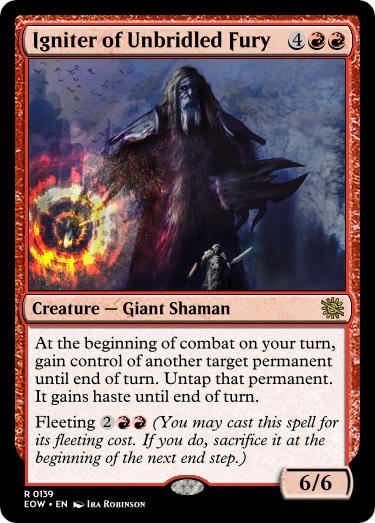 Igniter of Unbridled Fury 4
Creature — Giant Shaman
At the beginning of combat on your turn,
gain control of another target permanent
until end of turn. Untap that permanent.
It gains haste until end of turn.
Fleeting 2 (You may cast this spell for
its fleeting cost. If you do, sacrifice it at the
beginning of the next end step.)
6/6
R 0139
EOW • EN Ira Robinson